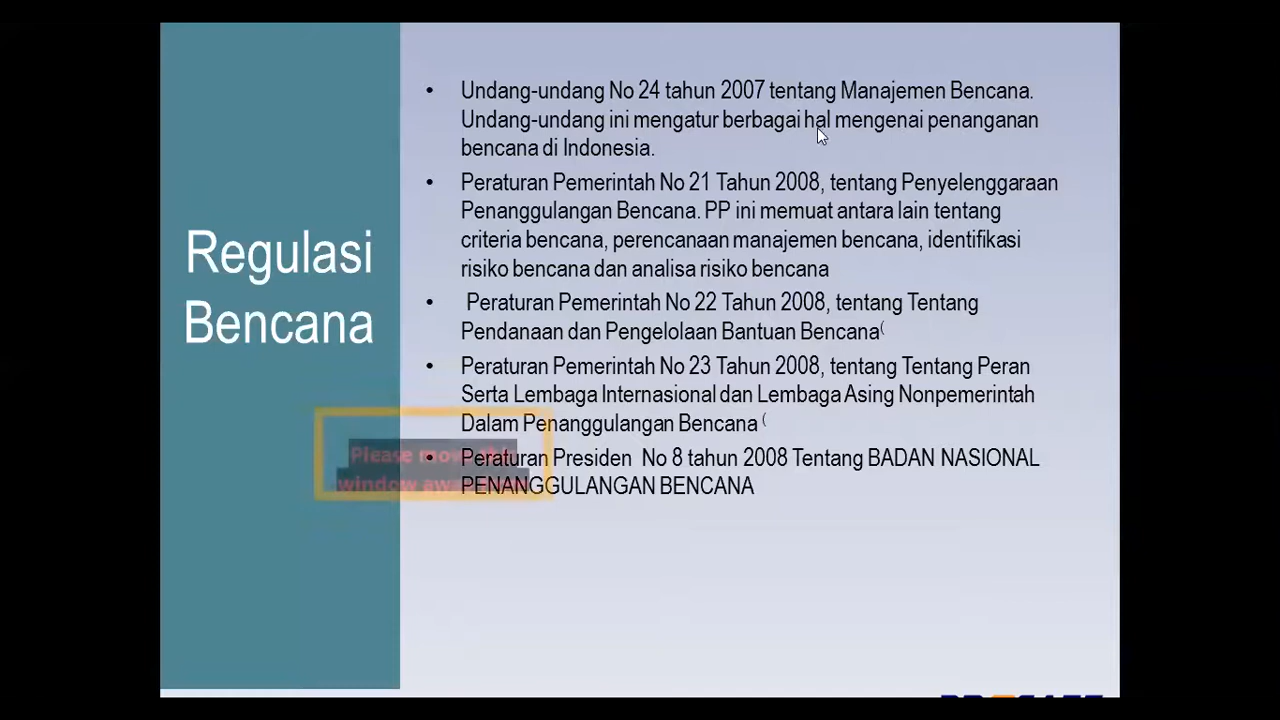 Regulasi
Bencana
• Undang-undang No 24 tahun 2007 tentang Manajemen Bencana.
Undang-undang ini mengatur berbagai hal mengenai penanganan
bencana di Indonesia.
• Peraturan Pemerintah No 21 Tahun 2008, tentang Penyelenggaraan
Penanggulangan Bencana. PP ini memuat antara lain tentang
criteria bencana, perencanaan manajemen bencana, identifikasi
risiko bencana dan analisa risiko bencana
• Peraturan Pemerintah No 22 Tahun 2008, tentang Tentang
Pendanaan dan Pengelolaan Bantuan Bencana(
• Peraturan Pemerintah No 23 Tahun 2008, tentang Tentang Peran
Serta Lembaga Internasional dan Lembaga Asing Nonpemerintah
Dalam Penanggulangan Bencana (
• Peraturan Presiden No 8 tahun 2008 Tentang BADAN NASIONAL
PENANGGULANGAN BENCANA
Please move
window